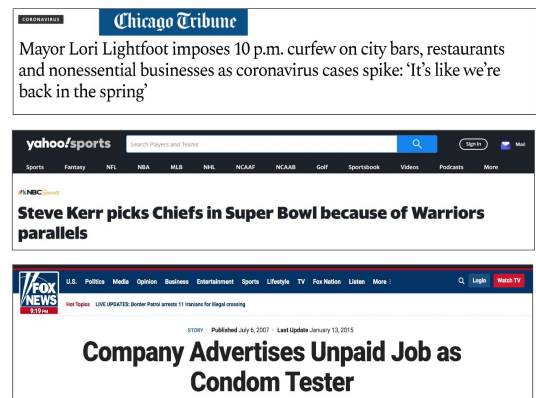 CORONAVIRUS
Chicago Tribune
Mayor Lori Lightfoot imposes 10 p.m. curfew on city bars, restaurants
and nonessential businesses as coronavirus cases spike: ‘It’s like we’re
back in the spring’
yahoo!sports Search Players and Teams Sign in Mail
Sports Fantasy NFL NBA MLB NHL NCAAF NCAAB Golf Sportsbook Videos Podcasts More
NBC Sports
Steve Kerr picks Chiefs in Super Bowl because of Warriors
parallels
FOX
NEWS
9:19 PM
U.S. Politics Media Opinion Business Entertainment Sports Lifestyle TV Fox Nation Listen More Login Watch TV
Hot Topics LIVE UPDATES: Border Patrol arrests 11 Iranians for illegal crossing
STORY · Published July 6, 2007 · Last Update January 13, 2015
Company Advertises Unpaid Job as
Condom Tester